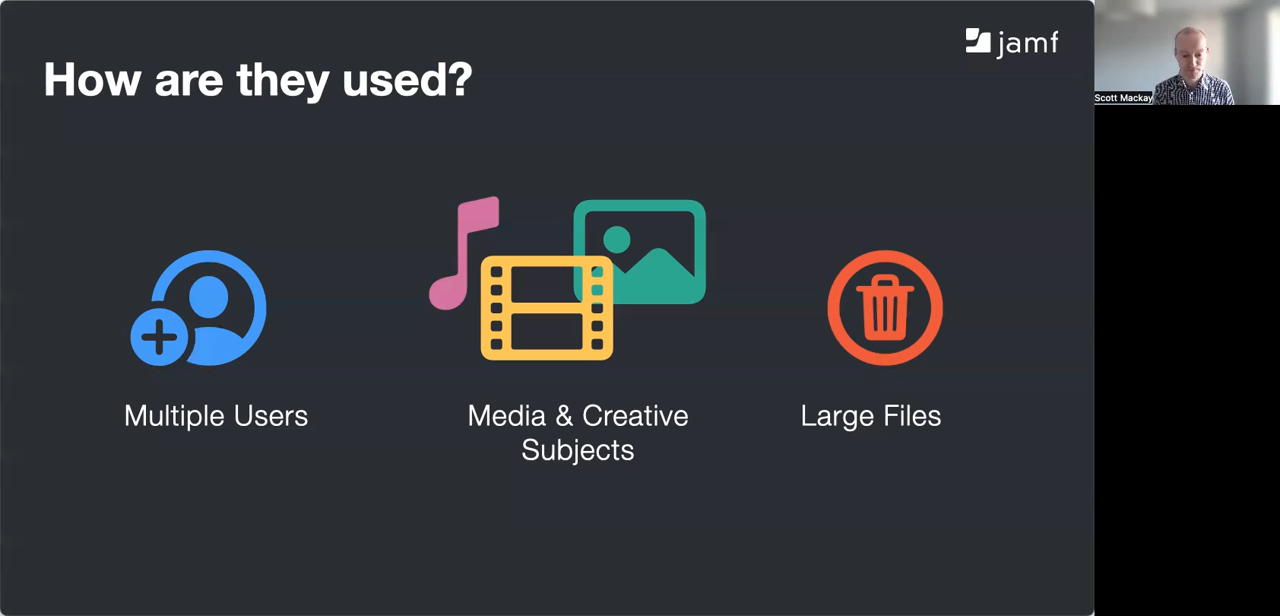 jamf
How are they used?
Scott Mackay
Multiple Users
Media & Creative
Subjects
Large Files